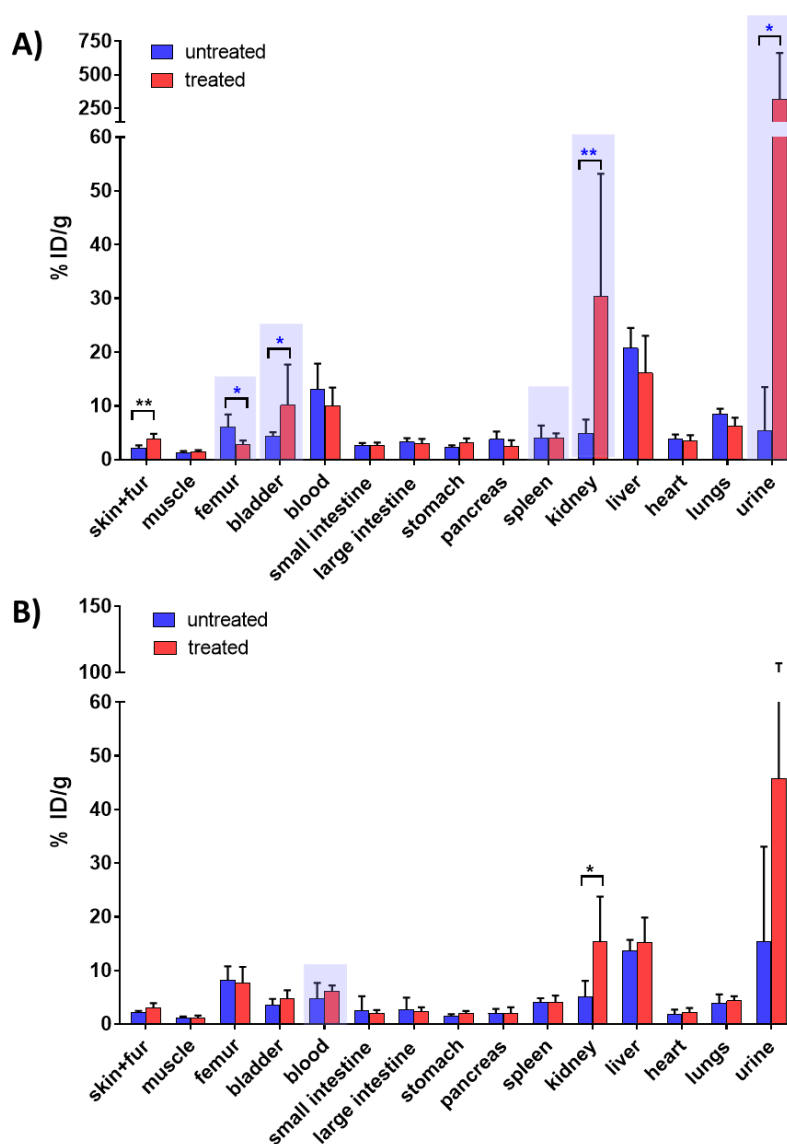 A)
750
500
250
60
50
40
30
20
10
0
% ID/g
untreated
treated
**
*
*
**
*
skin+fur
muscle
femur
bladder
blood
small intestine
large intestine
stomach
pancreas
spleen
kidney
liver
heart
lungs
urine
B)
150
100
60
50
40
30
20
10
0
% ID/g
untreated
treated
*
skin+fur
muscle
femur
bladder
blood
small intestine
large intestine
stomach
pancreas
spleen
kidney
liver
heart
lungs
urine